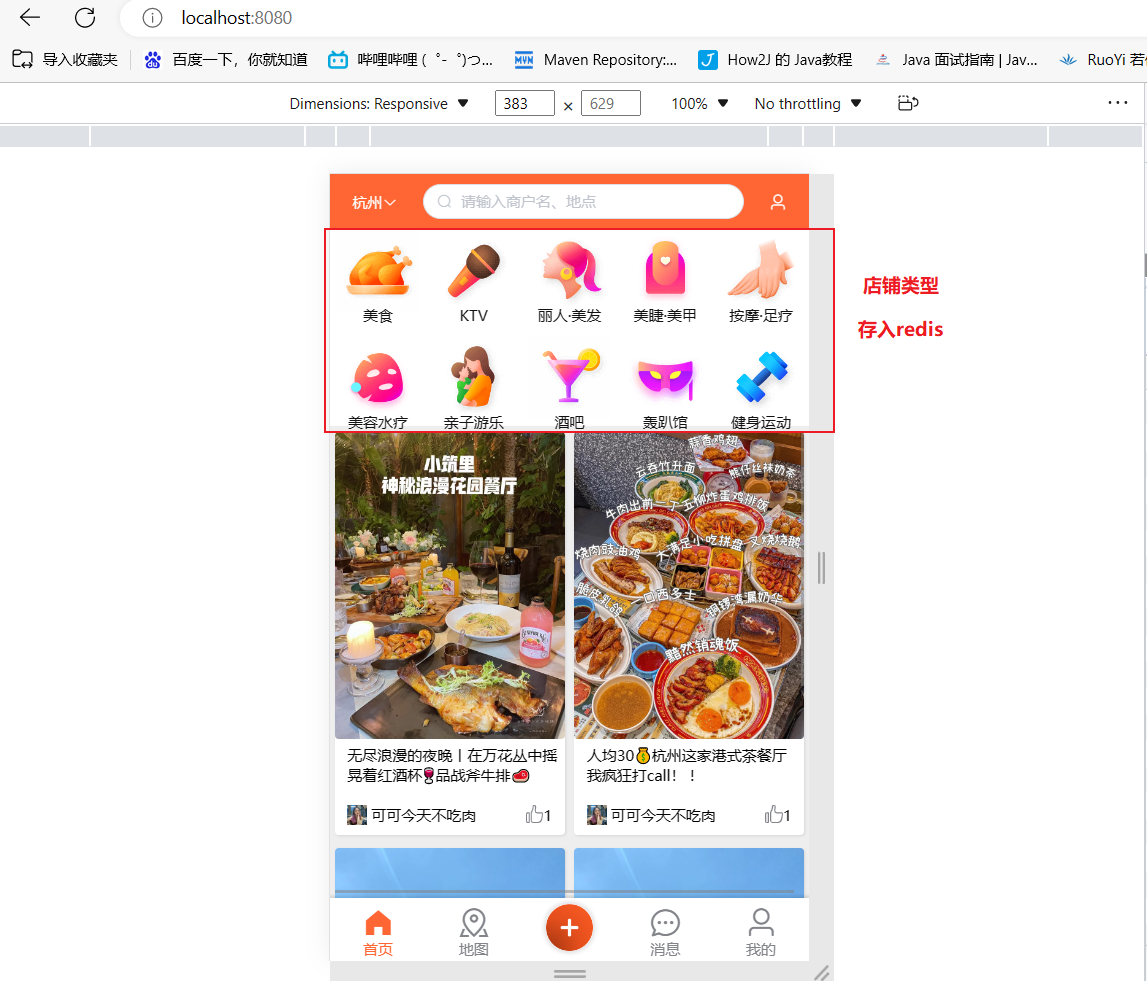 localhost:8080
导入收藏夹 百度一下，你就知道 哔哩哔哩 (゜-゜)つ... Maven Repository:... How2J 的 Java教程 Java 面试指南 | Jav... RuoYi 若
Dimensions: Responsive 383 × 629 100% No throttling
杭州 请输入商户名、地点
美食 KTV 丽人·美发 美睫·美甲 按摩·足疗
店铺类型
存入redis
美容水疗 亲子游乐 酒吧 轰趴馆 健身运动
小筑里
神秘浪漫花园餐厅
蒜香鸡翅
云吞竹升面 熊仔丝袜奶茶
牛肉出前一丁 五柳炸蛋鸡排饭
烧肉豉油鸡 大满足小吃拼盘 叉烧烧鹅
脆皮乳鸽 一口西多士 铜锣湾漏奶华
黯然销魂饭
无尽浪漫的夜晚丨在万花丛中摇
晃着红酒杯🍷品战斧牛排🥩
人均30💰杭州这家港式茶餐厅
我疯狂打call！！
可可今天不吃肉 1
可可今天不吃肉 1
首页 地图 消息 我的